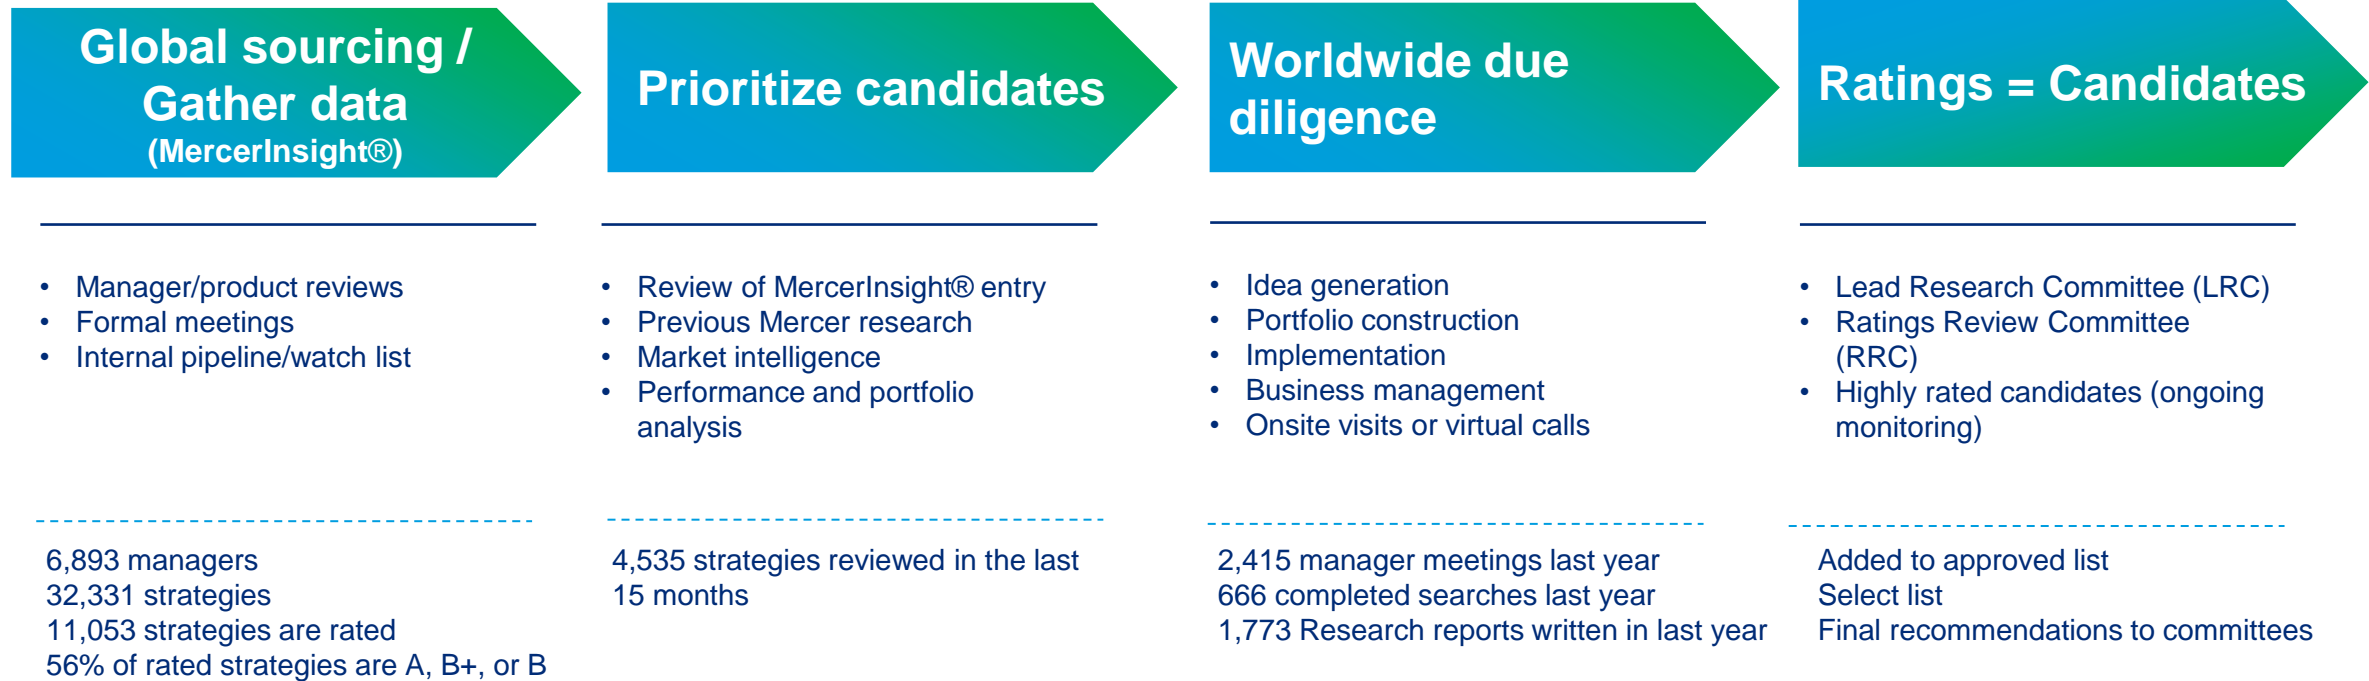 Global sourcing /
Gather data
(MercerInsight®)
Prioritize candidates
Worldwide due
diligence
Ratings = Candidates
• Manager/product reviews
• Formal meetings
• Internal pipeline/watch list
• Review of MercerInsight® entry
• Previous Mercer research
• Market intelligence
• Performance and portfolio
analysis
• Idea generation
• Portfolio construction
• Implementation
• Business management
• Onsite visits or virtual calls
• Lead Research Committee (LRC)
• Ratings Review Committee
(RRC)
• Highly rated candidates (ongoing
monitoring)
6,893 managers
32,331 strategies
11,053 strategies are rated
56% of rated strategies are A, B+, or B
4,535 strategies reviewed in the last
15 months
2,415 manager meetings last year
666 completed searches last year
1,773 Research reports written in last year
Added to approved list
Select list
Final recommendations to committees